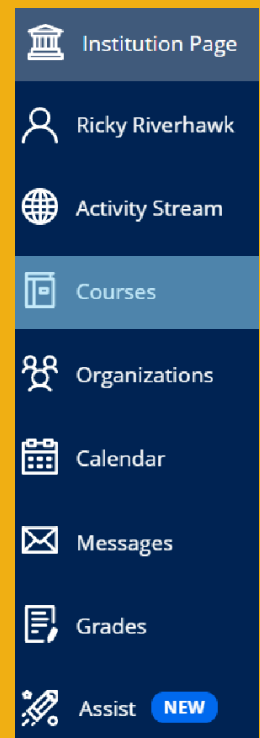 Institution Page
Ricky Riverhawk
Activity Stream
Courses
Organizations
Calendar
Messages
Grades
Assist NEW